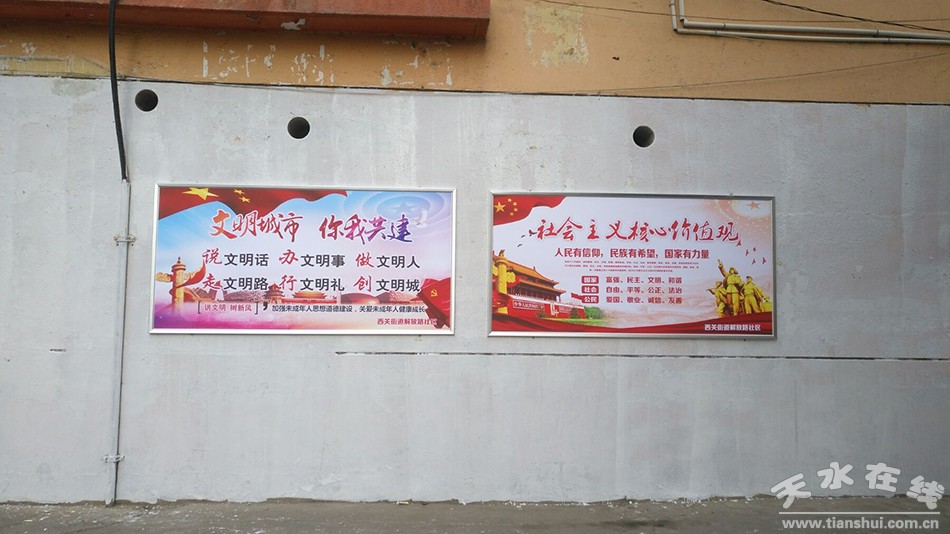 文明城市 你我共建
说文明话 办文明事 做文明人
走文明路 行文明礼 创文明城
讲文明 树新风
加强未成年人思想道德建设，关爱未成年人健康成长
西关街道解放路社区
社会主义核心价值观
人民有信仰，民族有希望，国家有力量
国家 富强、民主、文明、和谐
社会 自由、平等、公正、法治
公民 爱国、敬业、诚信、友善
西关街道解放路社区
天水在线
www.tianshui.com.cn